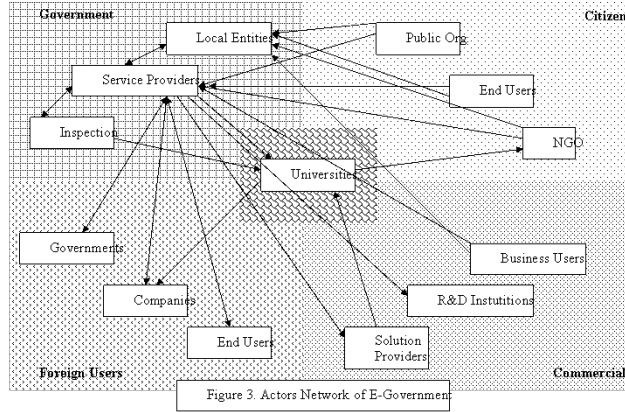 Government
Citizen
Local Entities
Public Org.
Service Providers
End Users
Inspection
NGO
Universities
Governments
Business Users
Companies
R&D Instutitions
End Users
Solution
Providers
Foreign Users
Commercial
Figure 3. Actors Network of E-Government